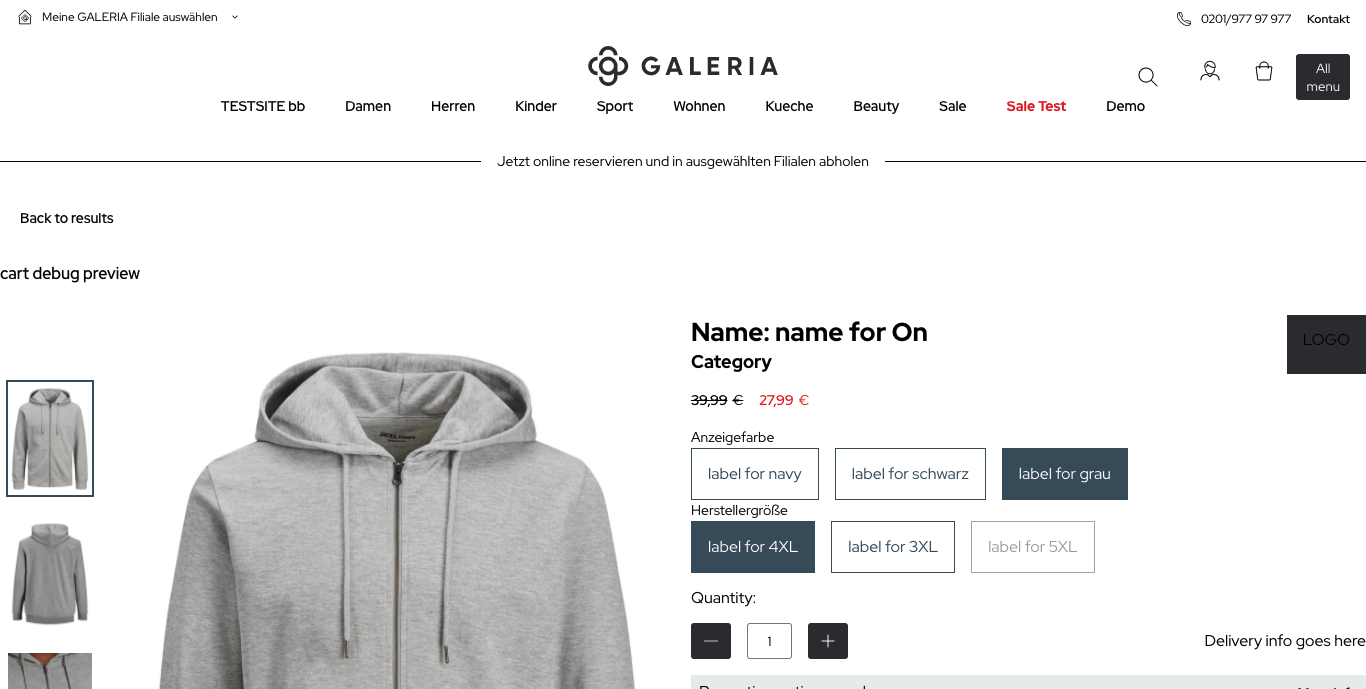 Meine GALERIA Filiale auswählen
0201/977 97 977 Kontakt
GALERIA
All menu
TESTSITE bb Damen Herren Kinder Sport Wohnen Kueche Beauty Sale Sale Test Demo
Jetzt online reservieren und in ausgewählten Filialen abholen
Back to results
cart debug preview
Name: name for On
LOGO
Category
39,99 € 27,99 €
JACK & JONES
Anzeigefarbe
label for navy label for schwarz label for grau
Herstellergröße
label for 4XL label for 3XL label for 5XL
Quantity:
1
Delivery info goes here